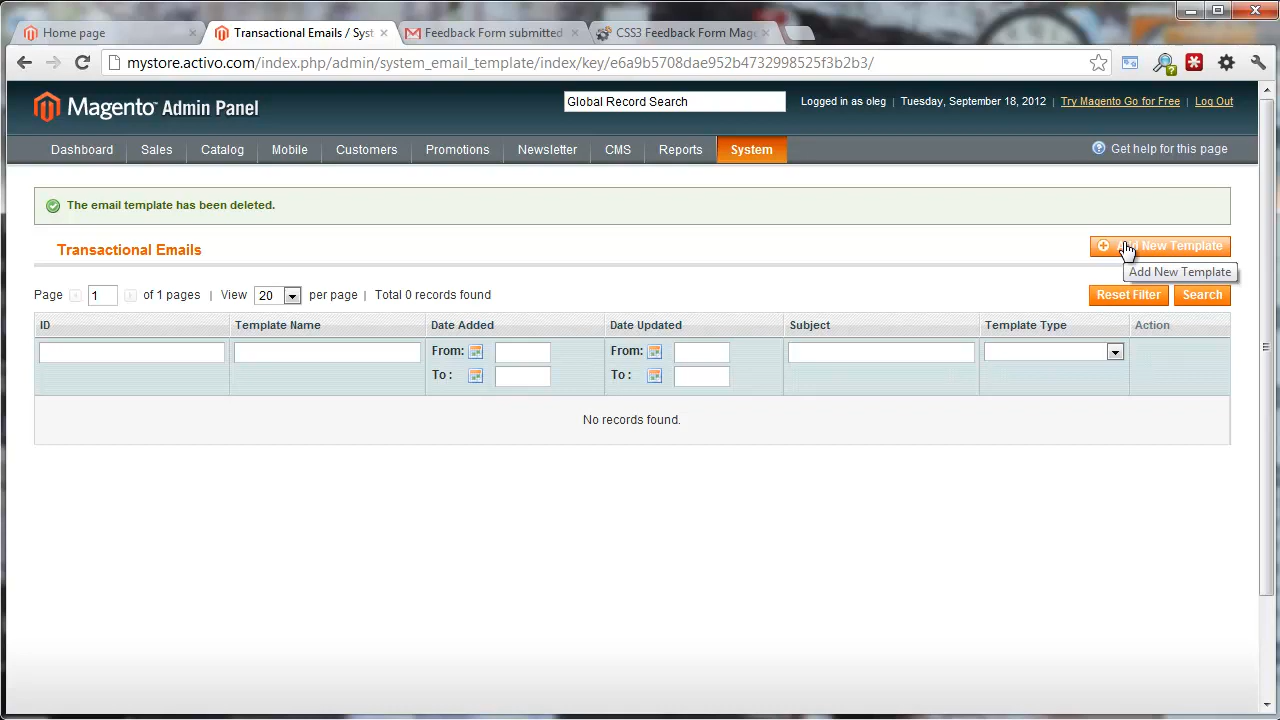 Home page
Transactional Emails / Syst
Feedback Form submitted
CSS3 Feedback Form Mage
mystore.activo.com/index.php/admin/system_email_template/index/key/e6a9b5708dae952b4732998525f3b2b3/
Magento Admin Panel
Global Record Search
Logged in as oleg | Tuesday, September 18, 2012 | Try Magento Go for Free | Log Out
Dashboard Sales Catalog Mobile Customers Promotions Newsletter CMS Reports System
Get help for this page
The email template has been deleted.
Transactional Emails
Add New Template
Add New Template
Page 1 of 1 pages | View 20 per page | Total 0 records found
Reset Filter Search
ID Template Name Date Added Date Updated Subject Template Type Action
From: From:
To : To :
No records found.